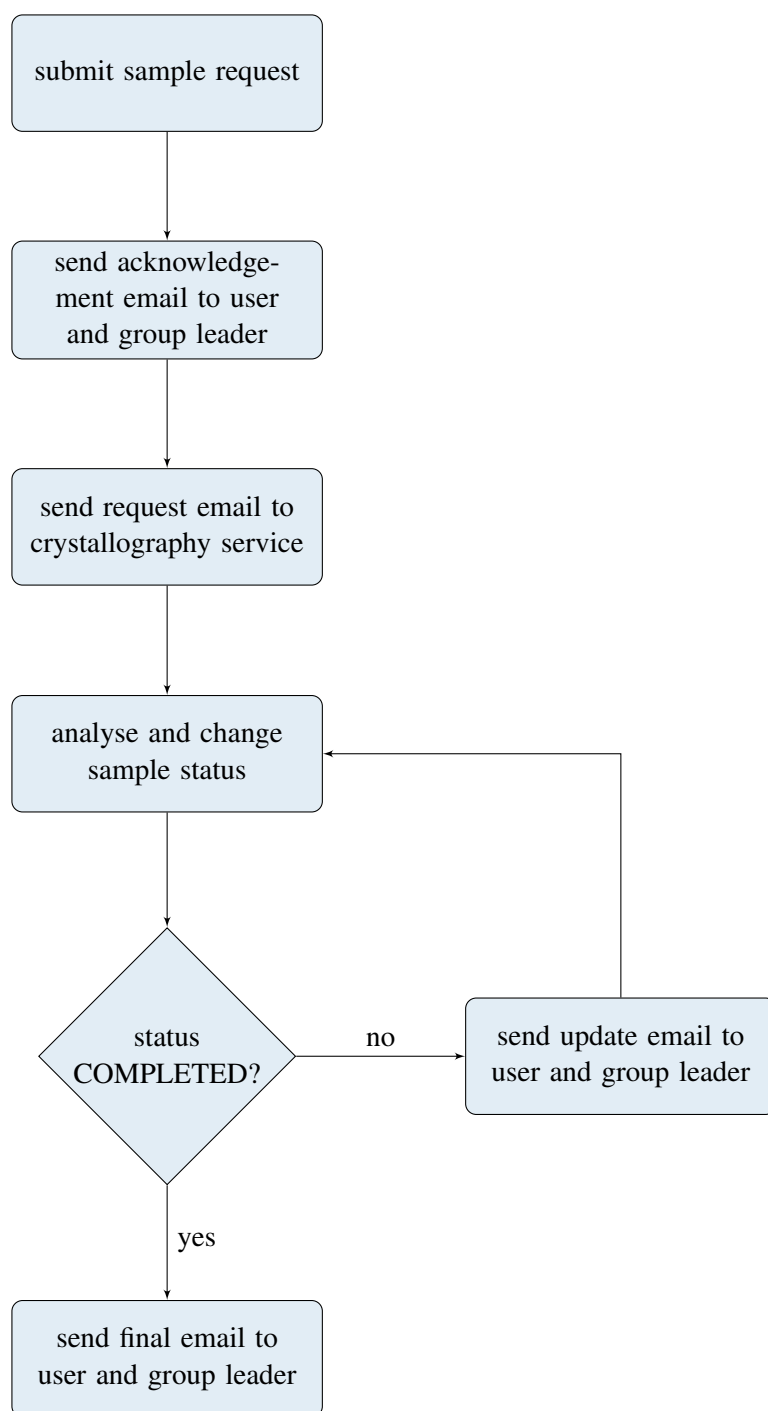 submit sample request
send acknowledge-
ment email to user
and group leader
send request email to
crystallography service
analyse and change
sample status
status
COMPLETED?
no
send update email to
user and group leader
yes
send final email to
user and group leader